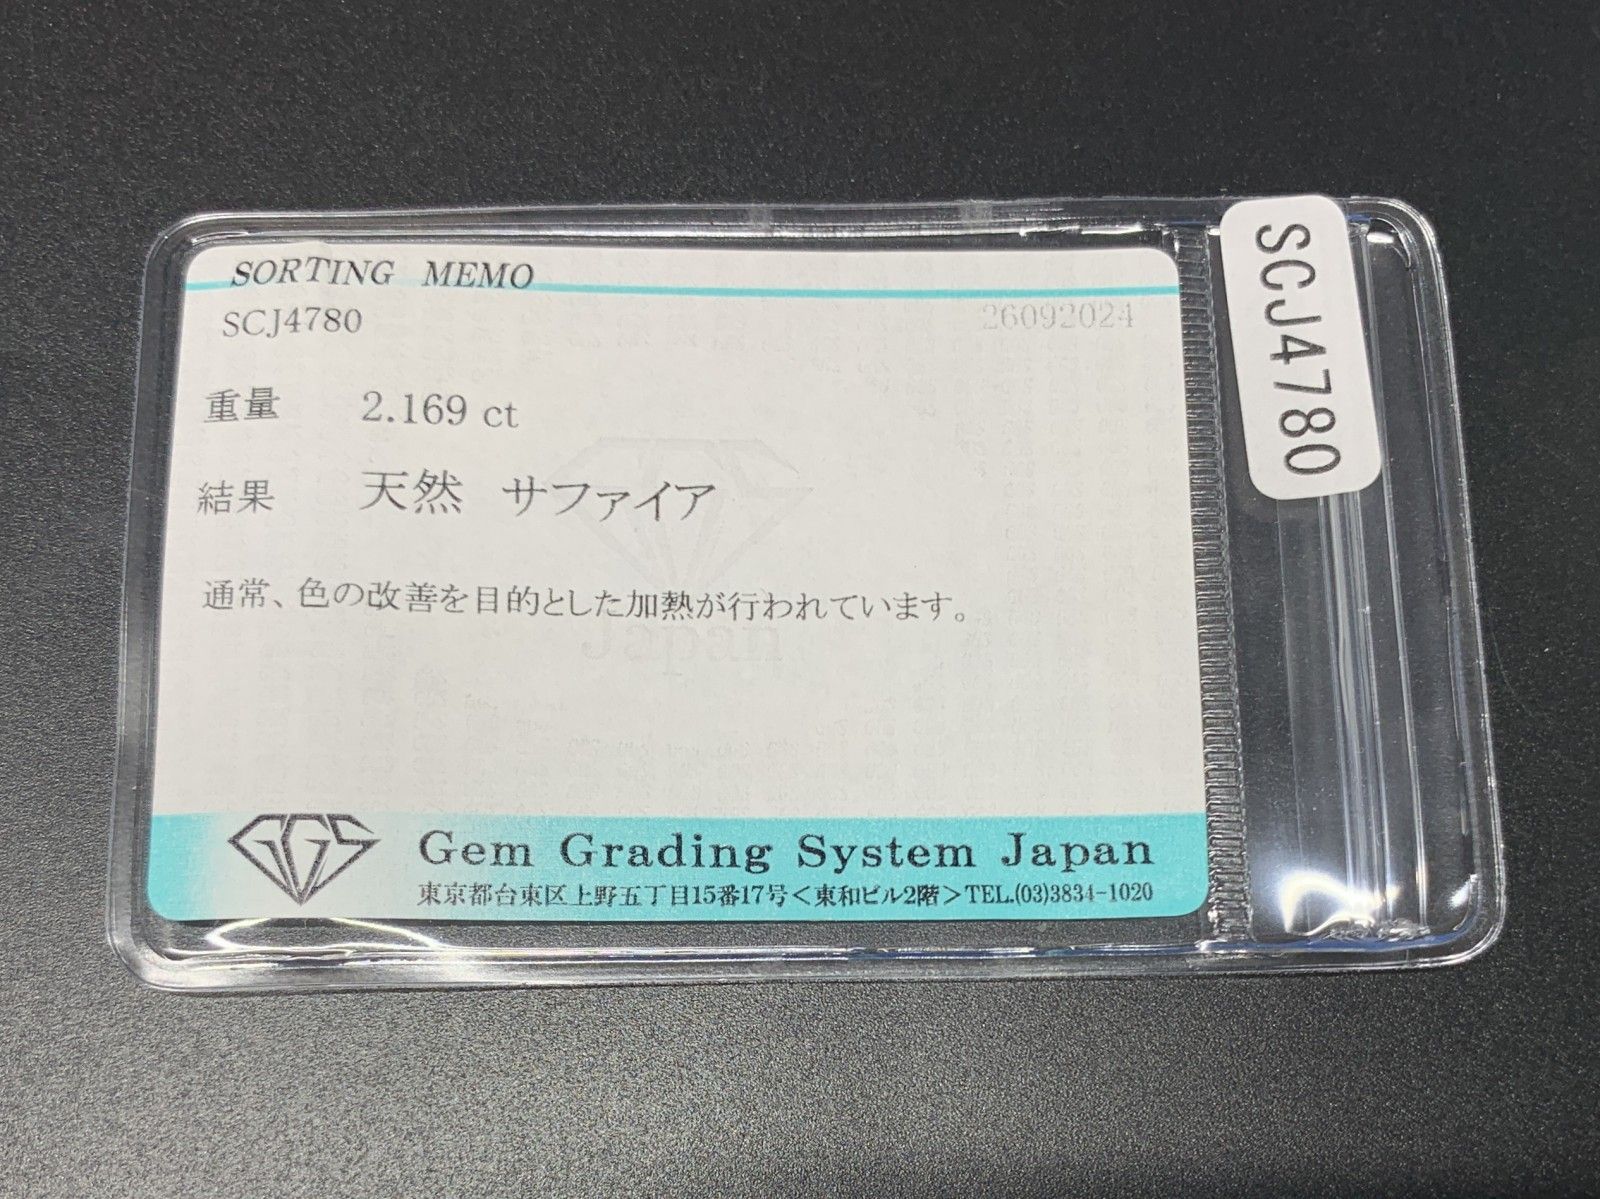 SORTING MEMO
SCJ4780 26092024
重量 2.169 ct
結果 天然 サファイア
通常、色の改善を目的とした加熱が行われています。
Japan
GGS Gem Grading System Japan
東京都台東区上野五丁目15番17号＜東和ビル2階＞TEL.(03)3834-1020
SCJ4780